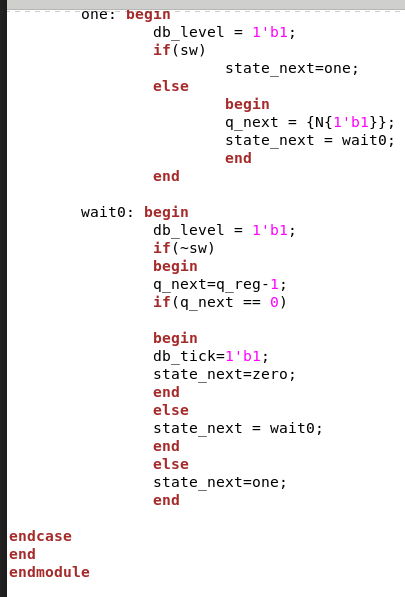 one: begin
db_level = 1'b1;
if(sw)
state_next=one;
else
begin
q_next = {N{1'b1}};
state_next = wait0;
end
end
wait0: begin
db_level = 1'b1;
if(~sw)
begin
q_next=q_reg-1;
if(q_next == 0)
begin
db_tick=1'b1;
state_next=zero;
end
else
state_next = wait0;
end
else
state_next=one;
end
endcase
end
endmodule